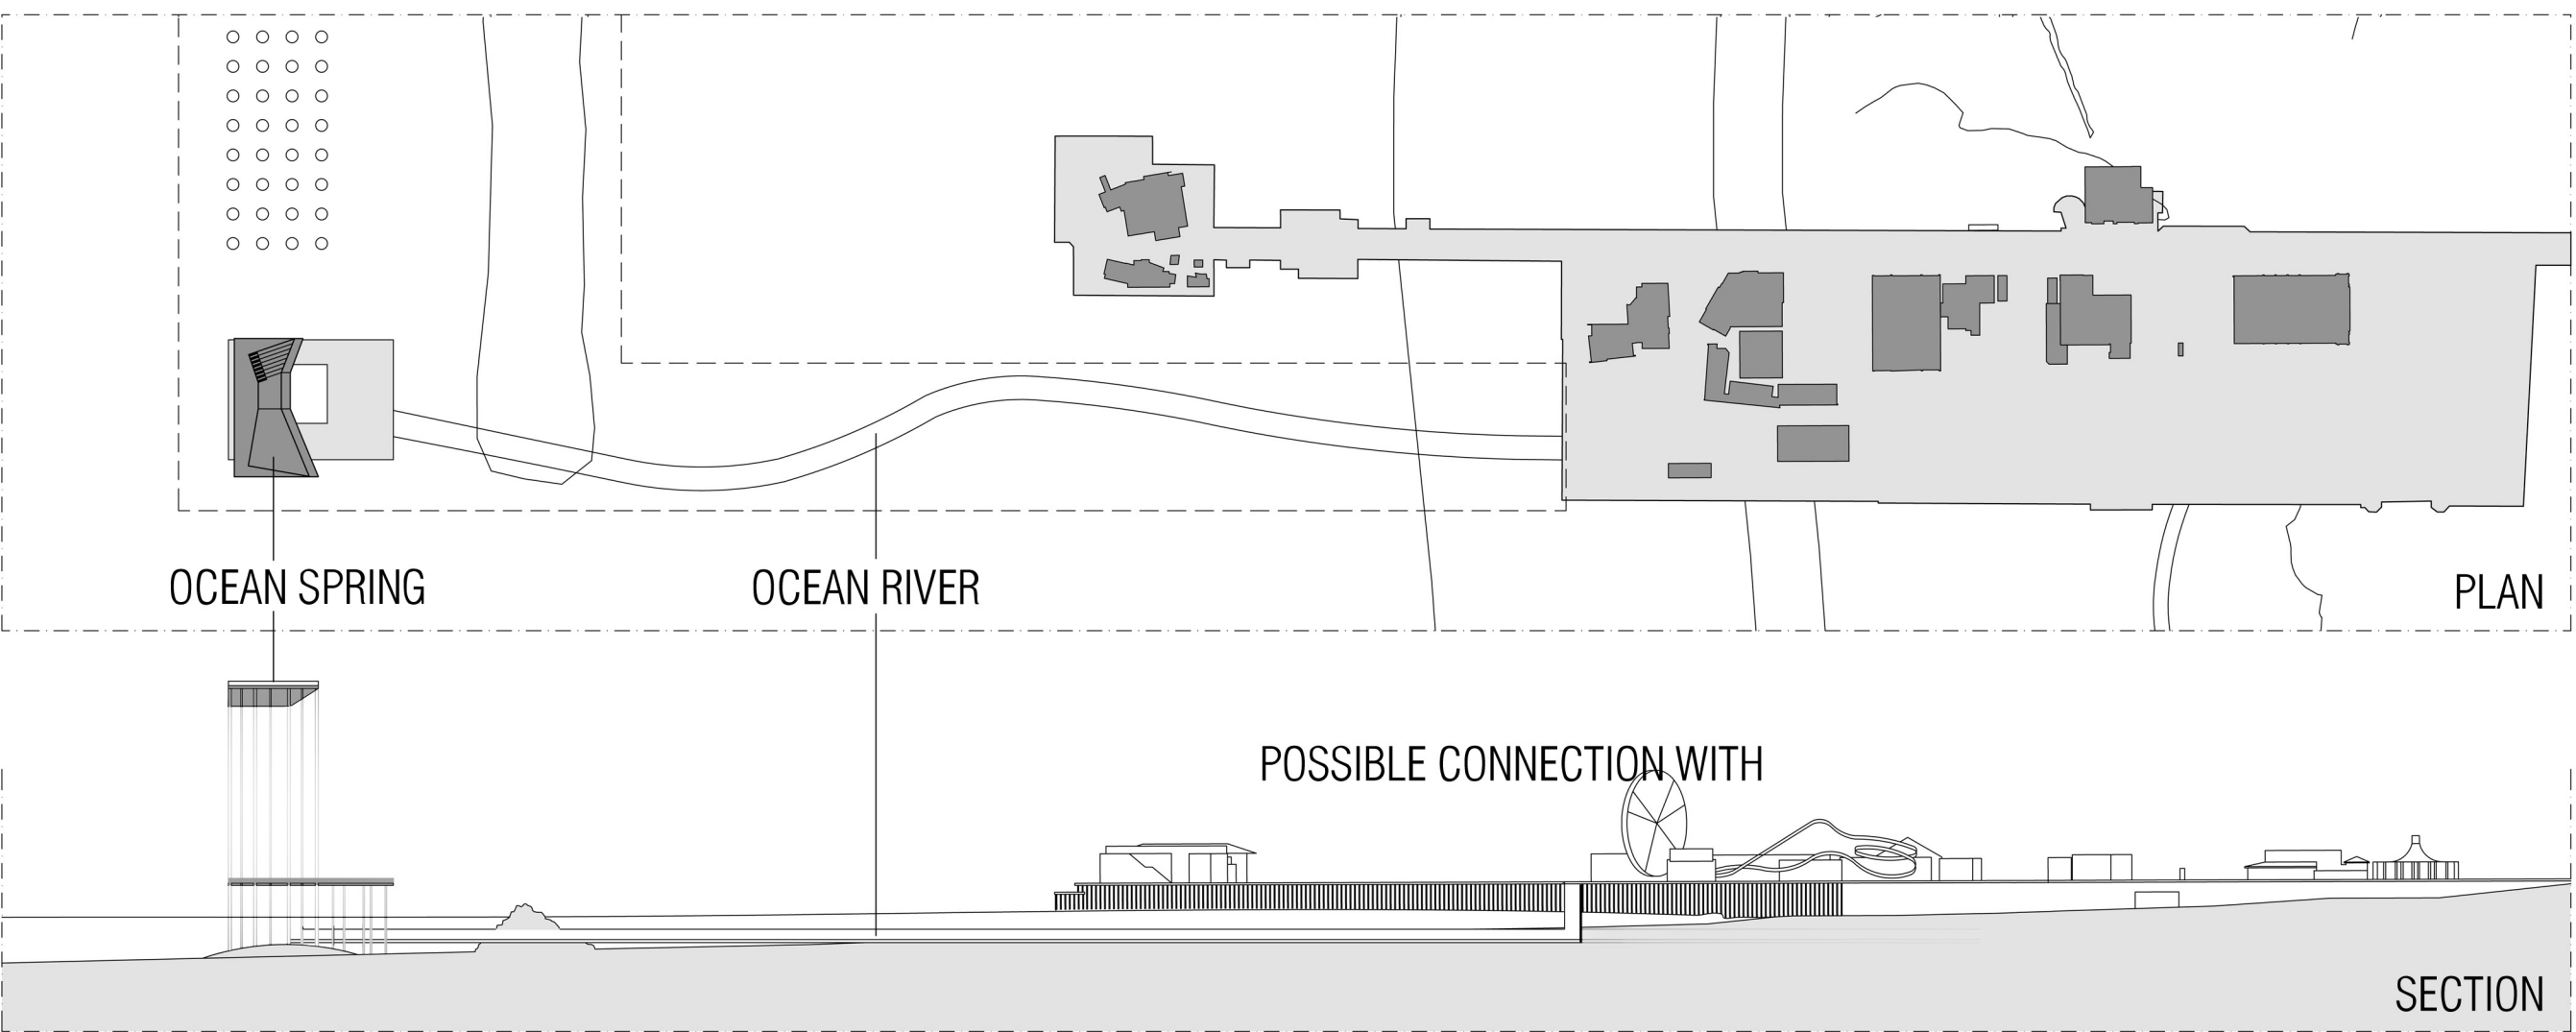 OCEAN SPRING
OCEAN RIVER
PLAN
POSSIBLE CONNECTION WITH
SECTION